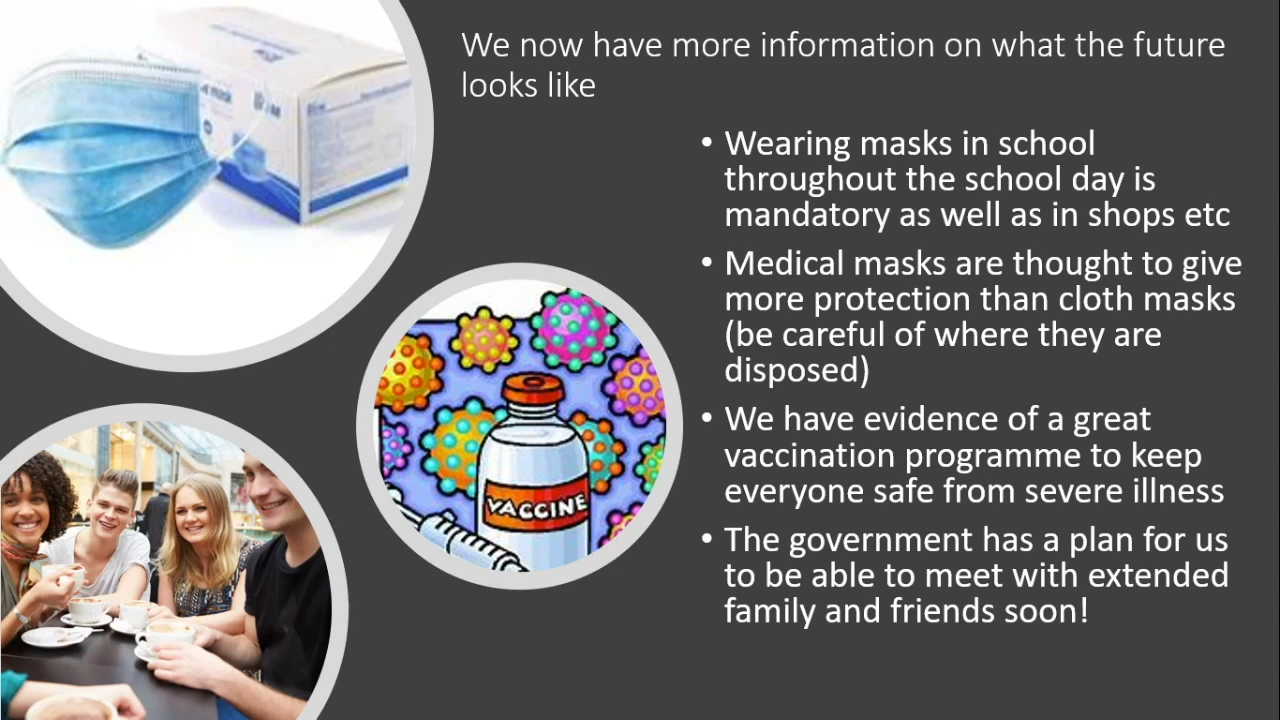 We now have more information on what the future
looks like
• Wearing masks in school
throughout the school day is
mandatory as well as in shops etc
• Medical masks are thought to give
more protection than cloth masks
(be careful of where they are
disposed)
• We have evidence of a great
vaccination programme to keep
everyone safe from severe illness
• The government has a plan for us
to be able to meet with extended
family and friends soon!
VACCINE